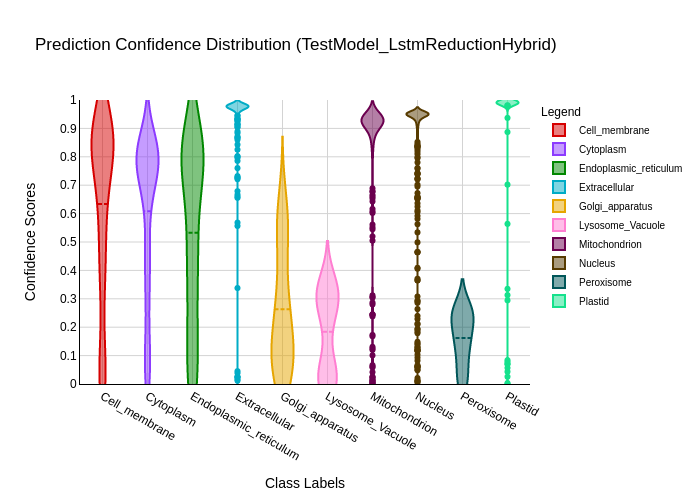 Prediction Confidence Distribution (TestModel_LstmReductionHybrid)
Confidence Scores
1
0.9
0.8
0.7
0.6
0.5
0.4
0.3
0.2
0.1
0
Cell_membrane
Cytoplasm
Endoplasmic_reticulum
Extracellular
Golgi_apparatus
Lysosome_Vacuole
Mitochondrion
Nucleus
Peroxisome
Plastid
Class Labels
Legend
Cell_membrane
Cytoplasm
Endoplasmic_reticulum
Extracellular
Golgi_apparatus
Lysosome_Vacuole
Mitochondrion
Nucleus
Peroxisome
Plastid